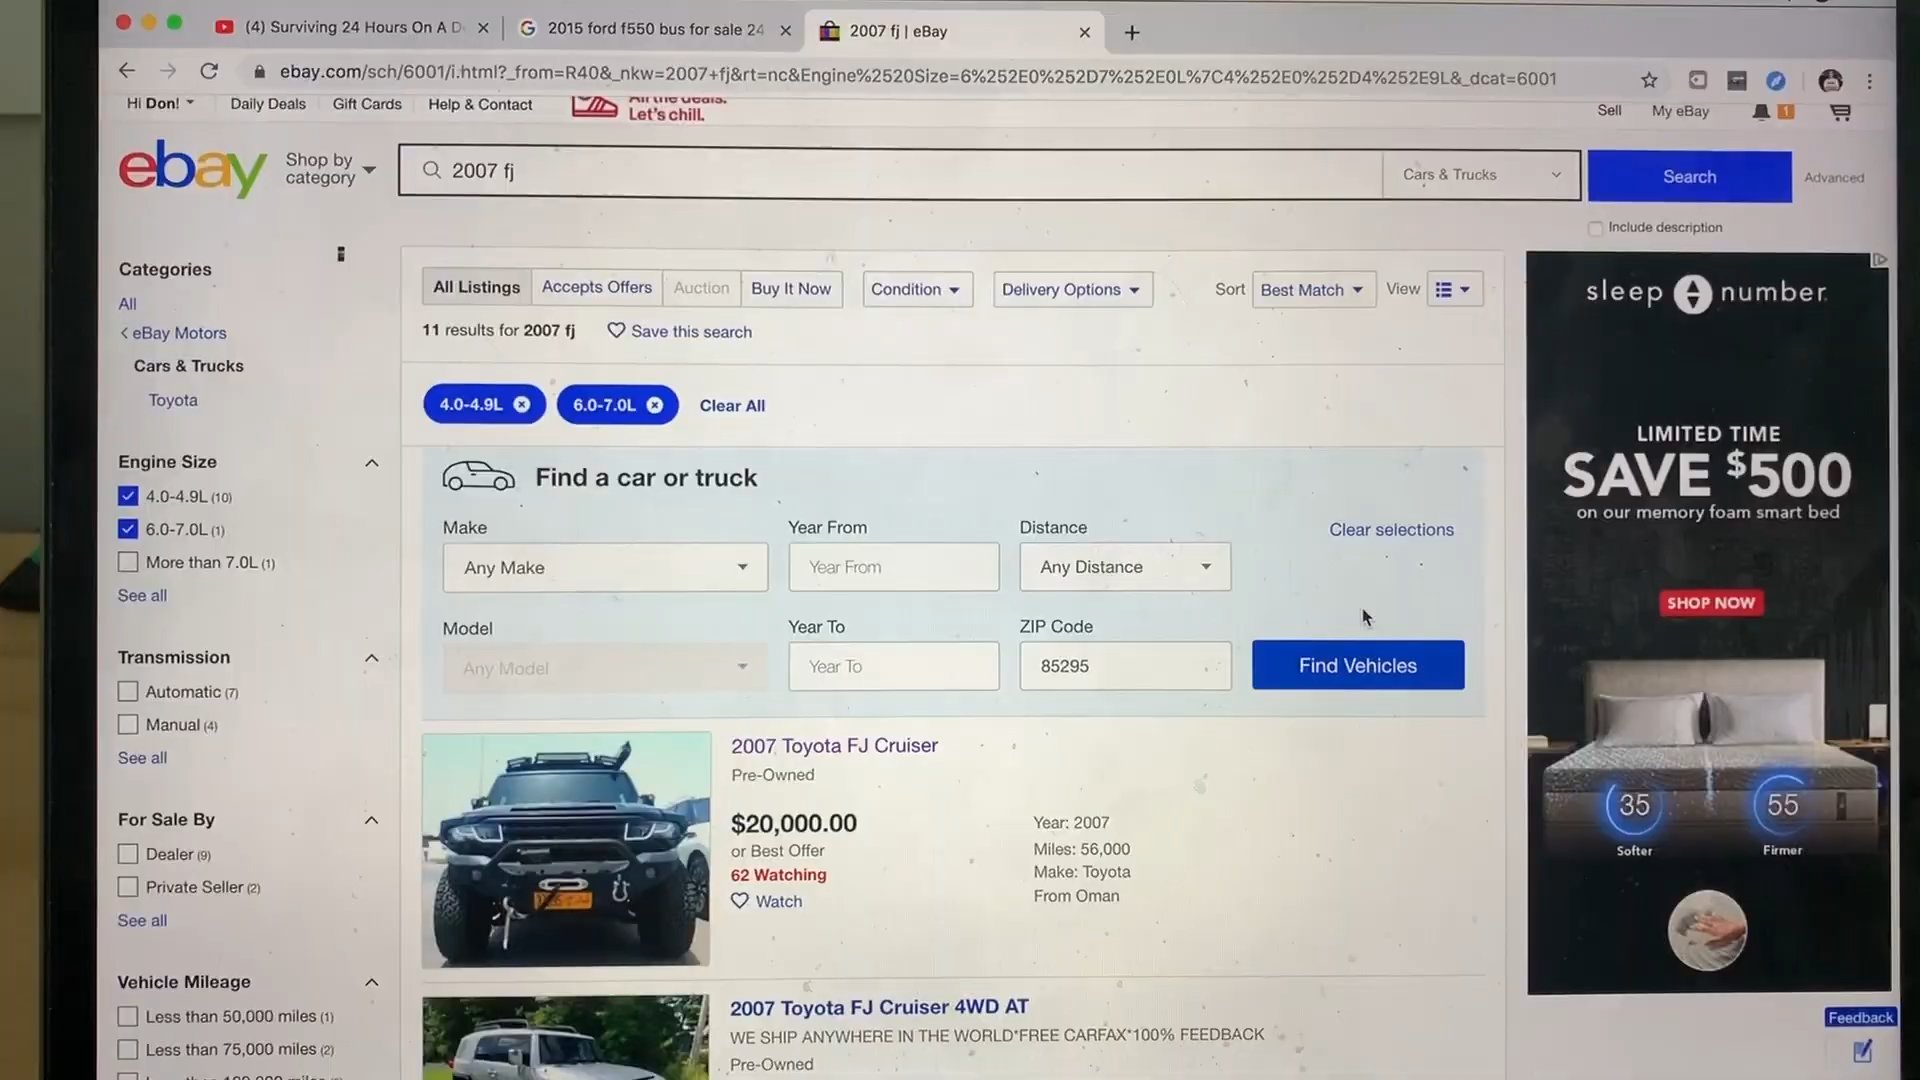 (4) Surviving 24 Hours On A D
2015 ford f550 bus for sale 24
2007 fj | eBay
ebay.com/sch/6001/i.html?_from=R40&_nkw=2007+fj&rt=nc&Engine%2520Size=6%252E0%252D7%252E0L%7C4%252E0%252D4%252E9L&_dcat=6001
Hi Don!
Daily Deals
Gift Cards
Help & Contact
All the deals.
Let's chill.
Sell
My eBay
1
ebay
Shop by
category
2007 fj
Cars & Trucks
Search
Advanced
Include description
Categories
All
eBay Motors
Cars & Trucks
Toyota
Engine Size
4.0-4.9L (10)
6.0-7.0L (1)
More than 7.0L (1)
See all
Transmission
Automatic (7)
Manual (4)
See all
For Sale By
Dealer (9)
Private Seller (2)
See all
Vehicle Mileage
Less than 50,000 miles (1)
Less than 75,000 miles (2)
All Listings
Accepts Offers
Auction
Buy It Now
Condition
Delivery Options
Sort
Best Match
View
11 results for 2007 fj
Save this search
4.0-4.9L
6.0-7.0L
Clear All
Find a car or truck
Make
Year From
Distance
Clear selections
Any Make
Year From
Any Distance
Model
Year To
ZIP Code
Any Model
Year To
85295
Find Vehicles
2007 Toyota FJ Cruiser
Pre-Owned
$20,000.00
or Best Offer
62 Watching
Watch
Year: 2007
Miles: 56,000
Make: Toyota
From Oman
2007 Toyota FJ Cruiser 4WD AT
WE SHIP ANYWHERE IN THE WORLD*FREE CARFAX*100% FEEDBACK
Pre-Owned
sleep number
LIMITED TIME
SAVE $500
on our memory foam smart bed
SHOP NOW
35
55
Softer
Firmer
Feedback